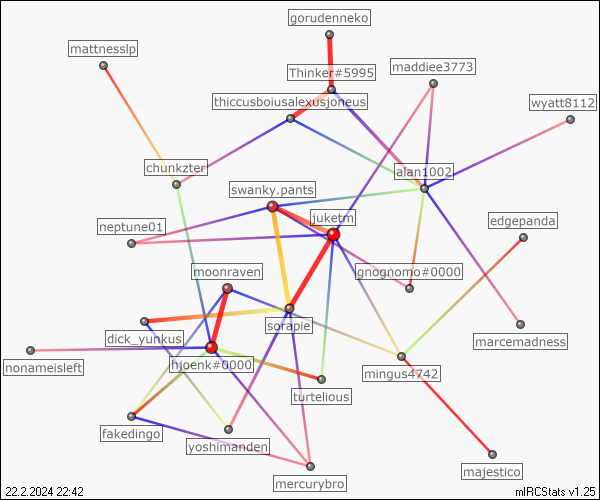 gorudenneko
mattnesslp
Thinker#5995
maddiee3773
thiccusboiusalexusjoneus
wyatt8112
chunkzter
alan1002
swanky.pants
juketm
neptune01
edgepanda
moonraven
gnognomo#0000
sorapie
dick_yunkus
marcemadness
nonameisleft
hjoenk#0000
mingus4742
turtelious
fakedingo
yoshimanden
majestico
mercurybro
22.2.2024 22:42
mIRCStats v1.25